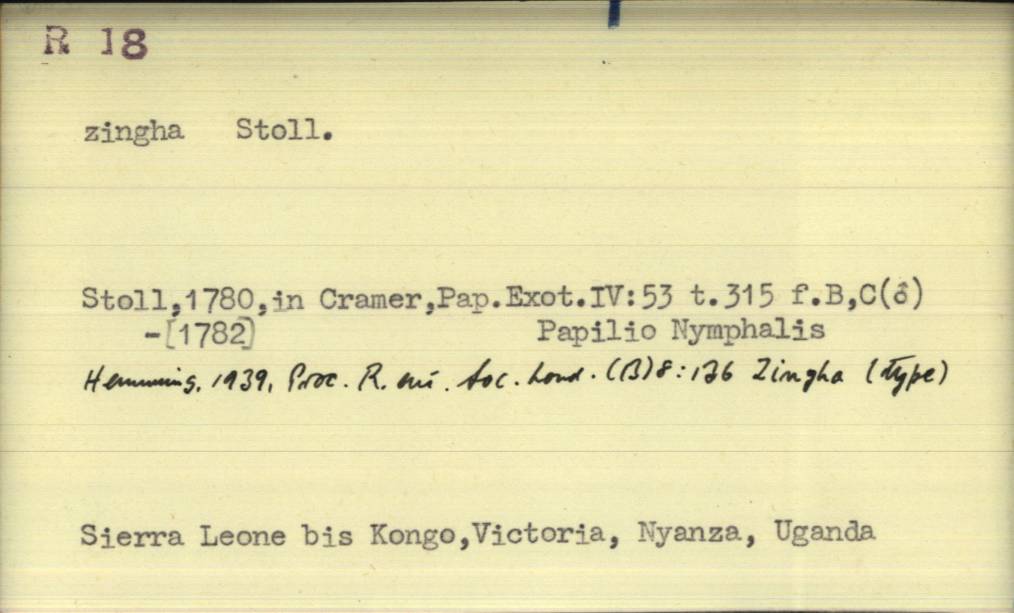 R 18
zingha Stoll.
Stoll,1780,in Cramer,Pap.Exot.IV:53 t.315 f.B,C(♂)
-[1782] Papilio Nymphalis
Hemming. 1939, Proc. R. ent. Soc. Lond. (B)8:136 Zingha (Type)
Sierra Leone bis Kongo,Victoria, Nyanza, Uganda